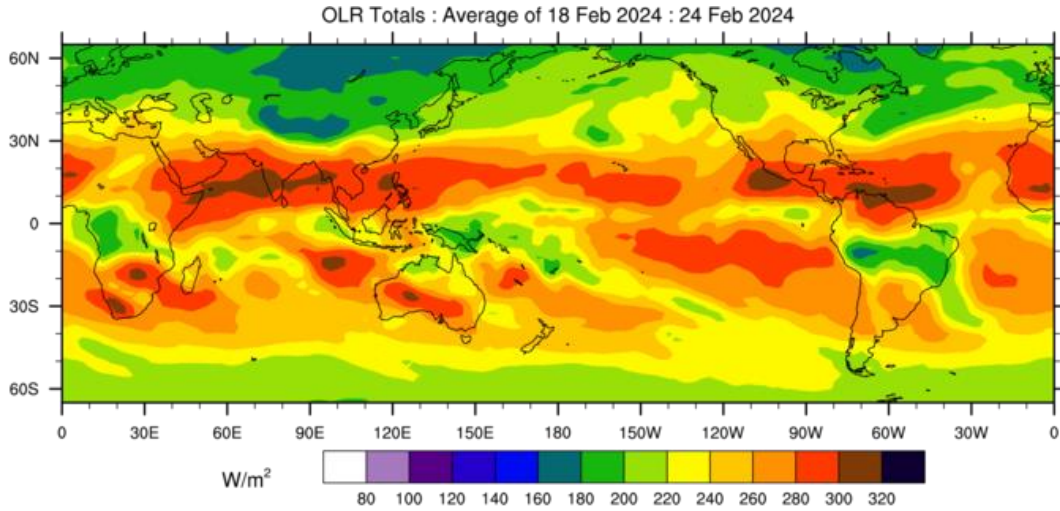 OLR Totals : Average of 18 Feb 2024 : 24 Feb 2024
60N
30N
0
30S
60S
0 30E 60E 90E 120E 150E 180 150W 120W 90W 60W 30W 0
W/m²
80 100 120 140 160 180 200 220 240 260 280 300 320